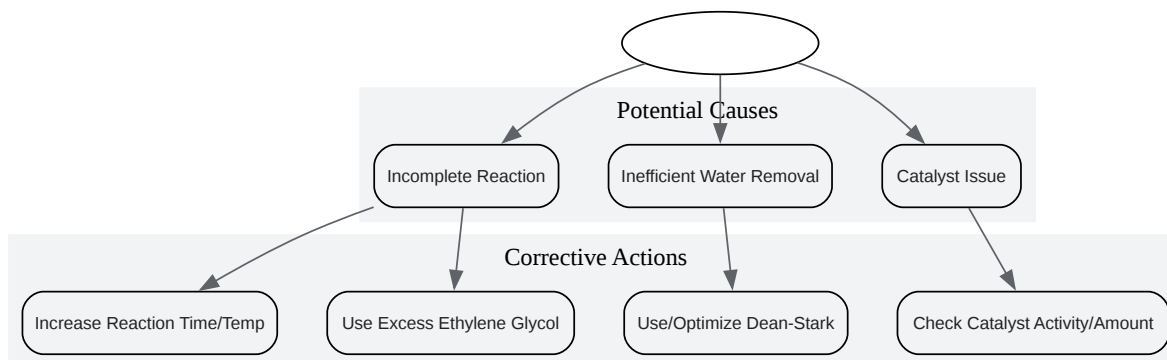 Potential Causes
Incomplete Reaction
Inefficient Water Removal
Catalyst Issue
Corrective Actions
Increase Reaction Time/Temp
Use Excess Ethylene Glycol
Use/Optimize Dean-Stark
Check Catalyst Activity/Amount